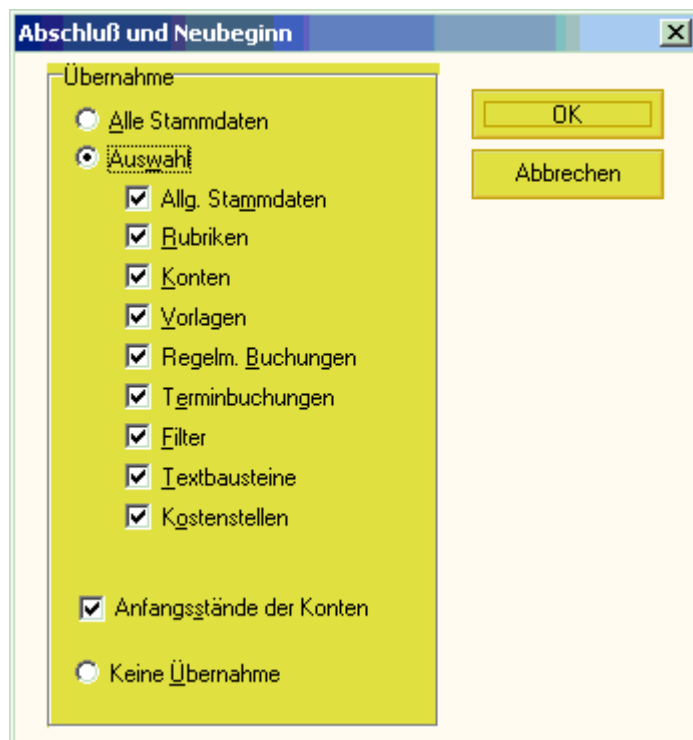 Abschluß und Neubeginn
Übernahme
Alle Stammdaten
Auswahl
Allg. Stammdaten
Rubriken
Konten
Vorlagen
Regelm. Buchungen
Terminbuchungen
Filter
Textbausteine
Kostenstellen
Anfangsstände der Konten
Keine Übernahme
OK
Abbrechen